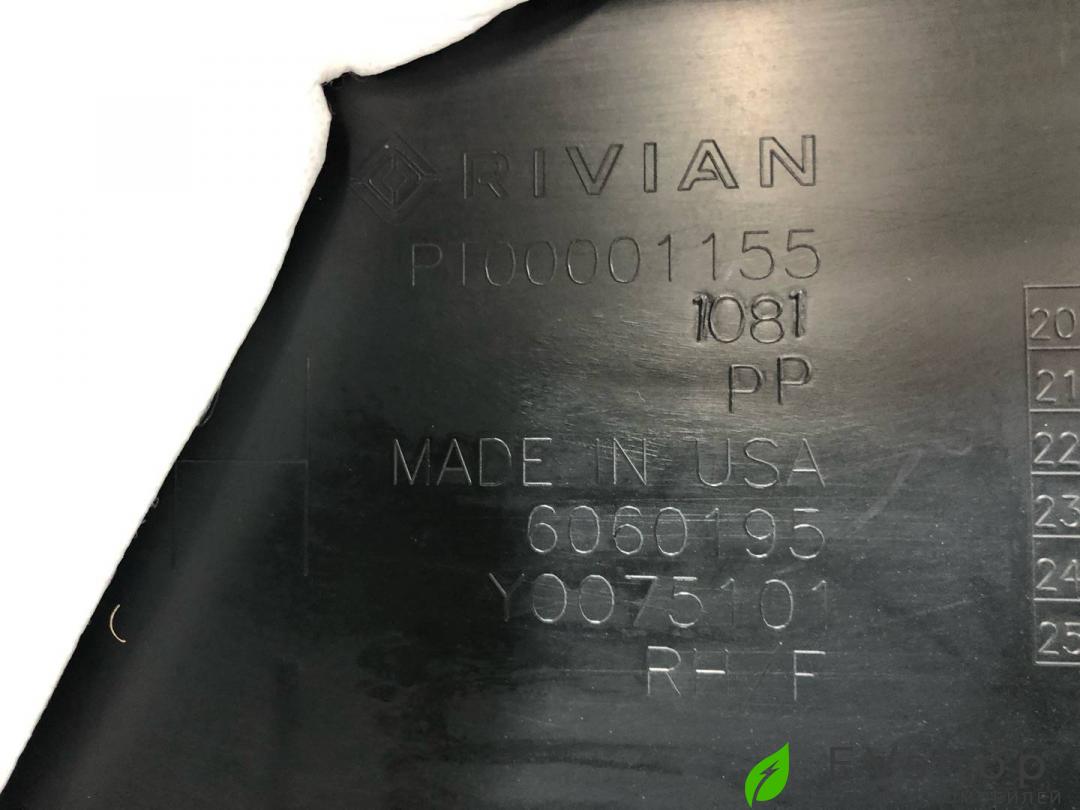 RIVIAN
PT00001155
1081
PP
MADE IN USA
6060195
Y0075101
RH/F
20
21
22
23
24
25